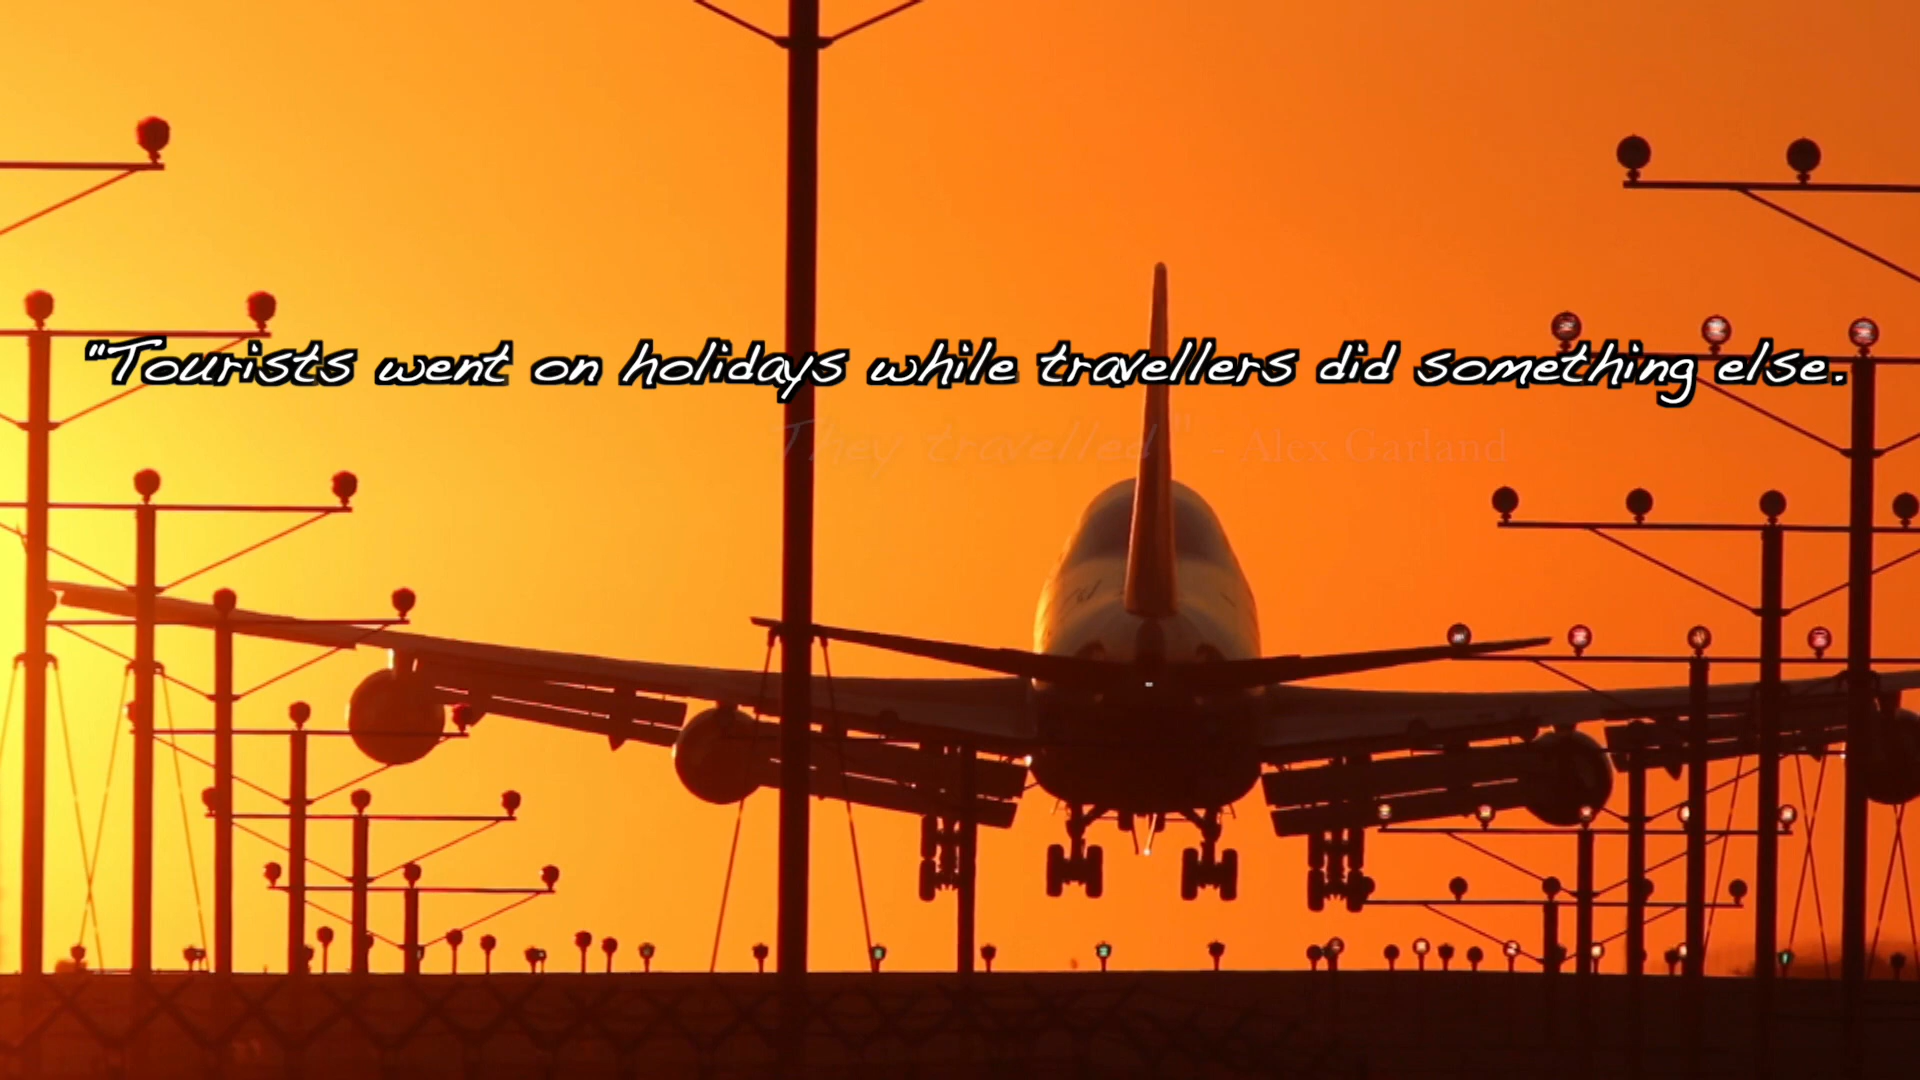 "Tourists went on holidays while travellers did something else.
They travelled" - Alex Garland